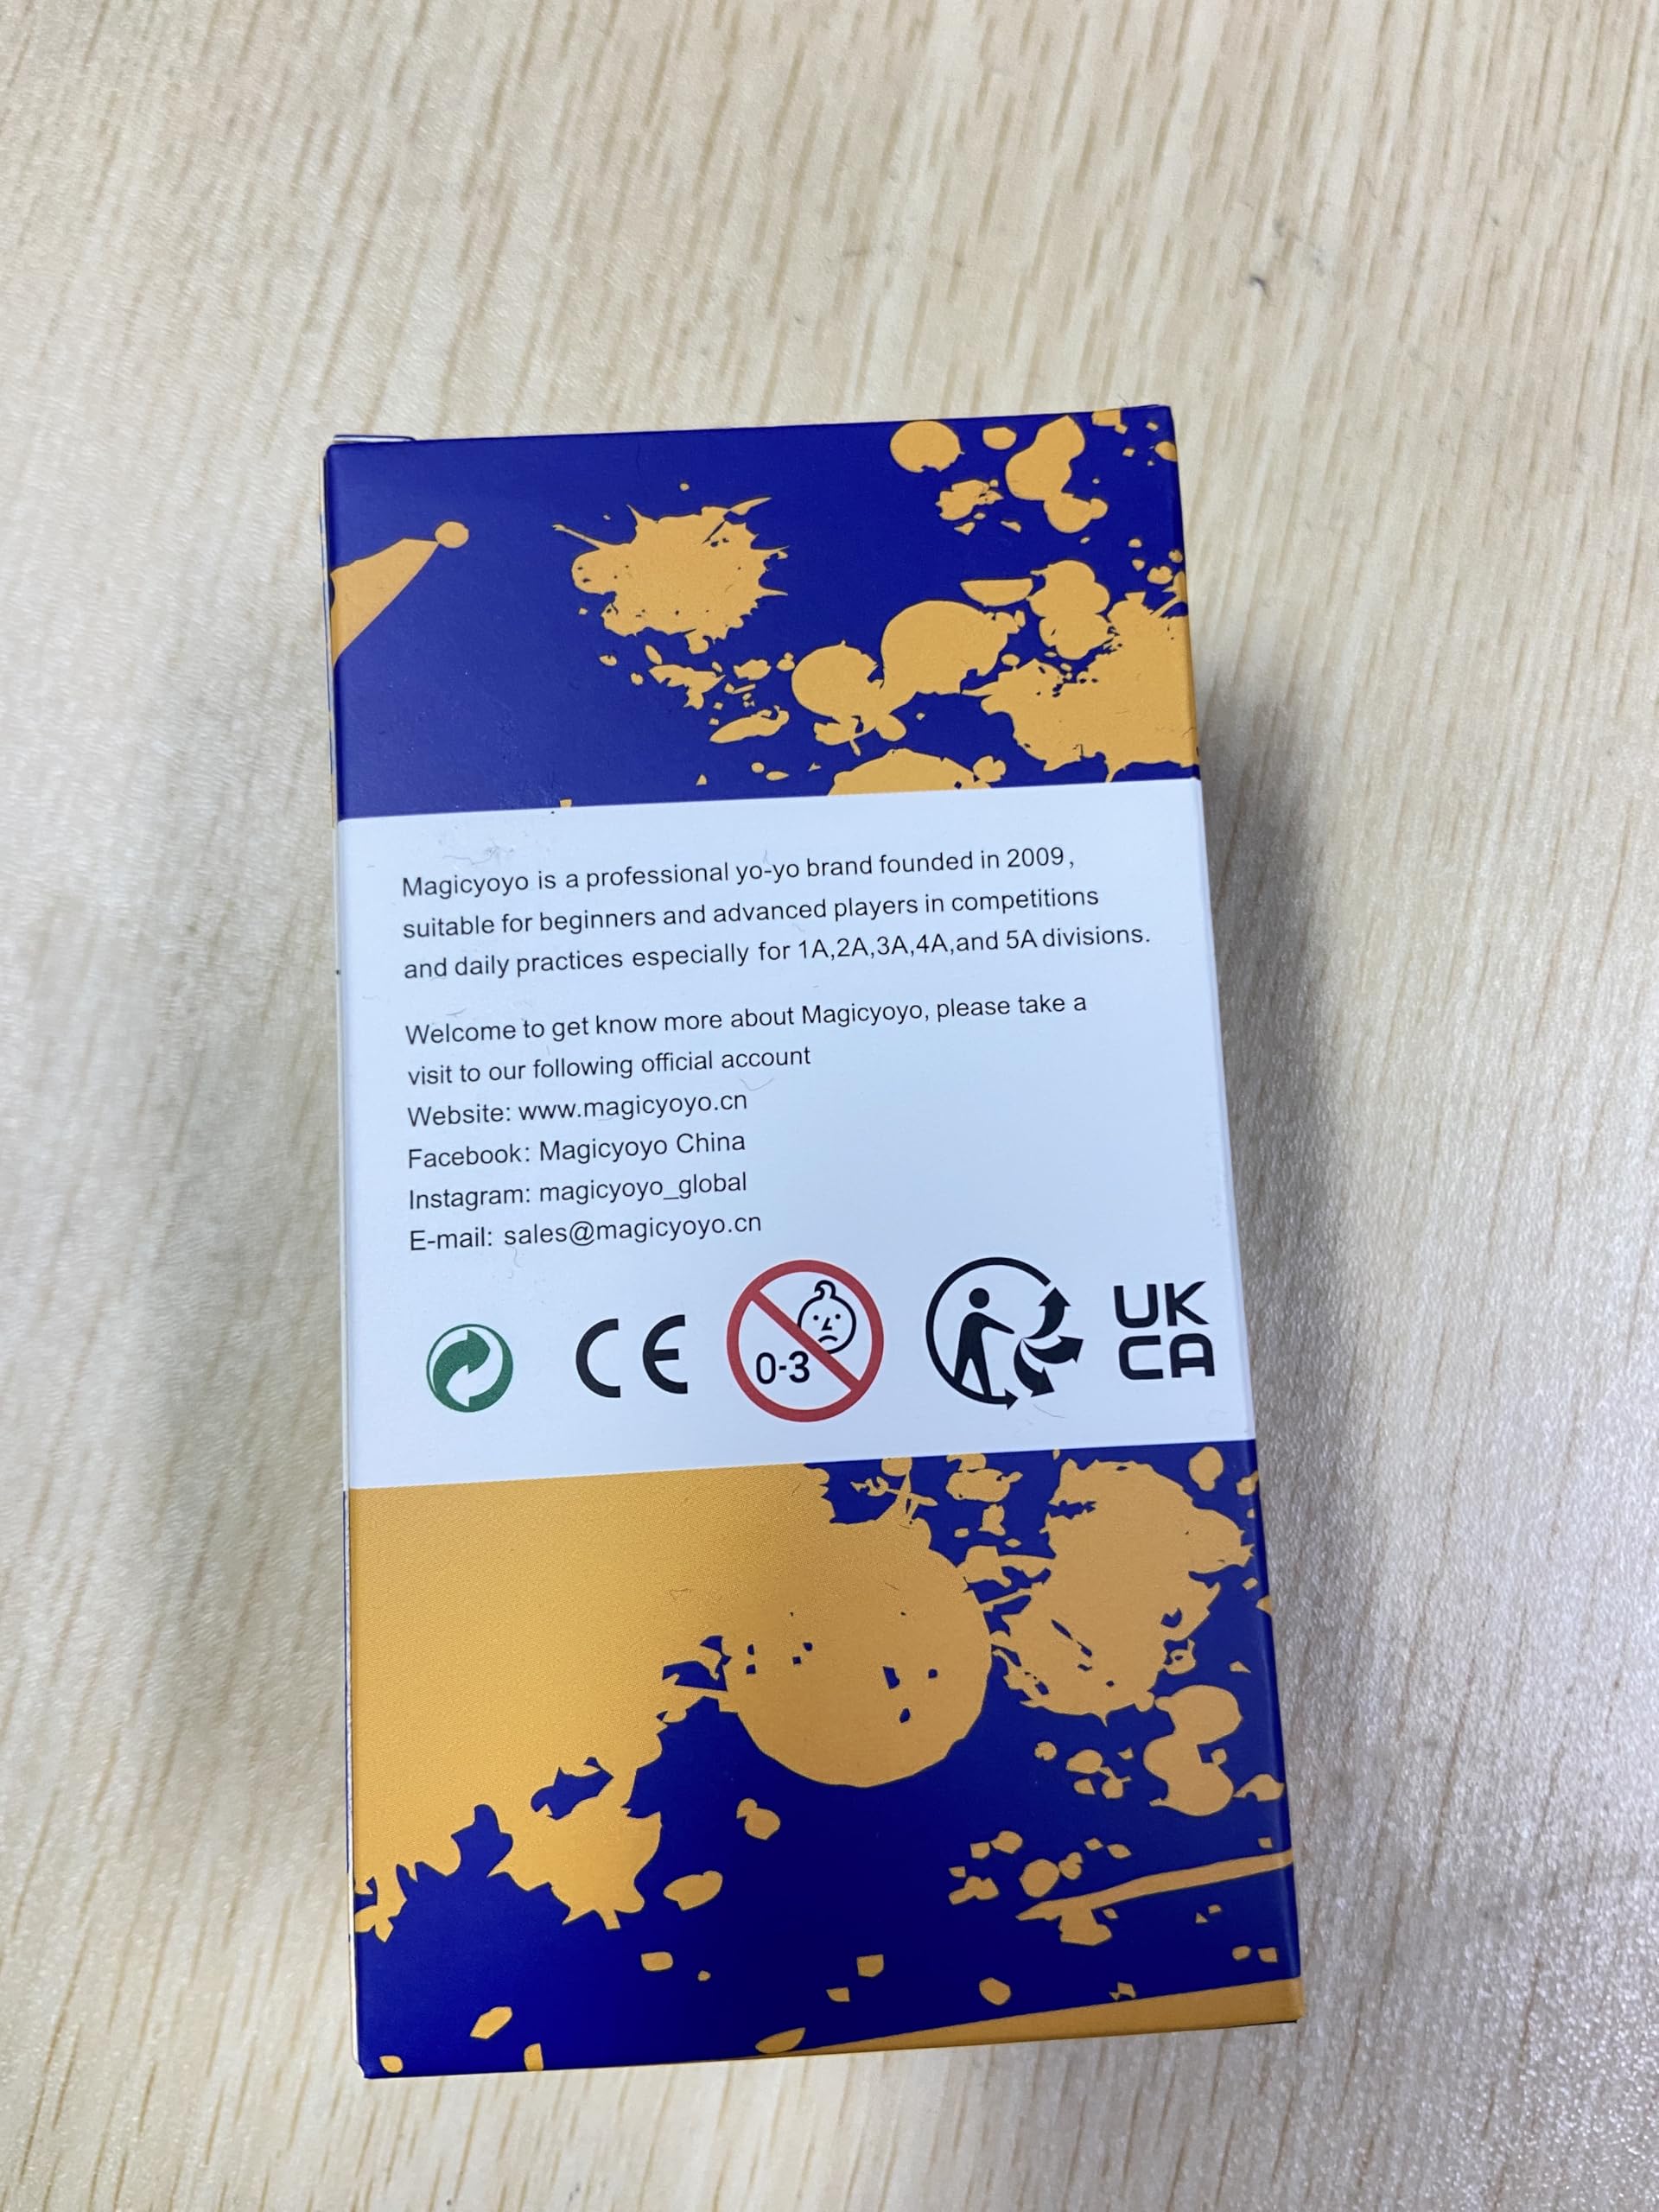 Magicyoyo is a professional yo-yo brand founded in 2009,
suitable for beginners and advanced players in competitions
and daily practices especially for 1A,2A,3A,4A,and 5A divisions.
Welcome to get know more about Magicyoyo, please take a
visit to our following official account
Website: www.magicyoyo.cn
Facebook: Magicyoyo China
Instagram: magicyoyo_global
E-mail: sales@magicyoyo.cn
CE
0-3
UK
CA